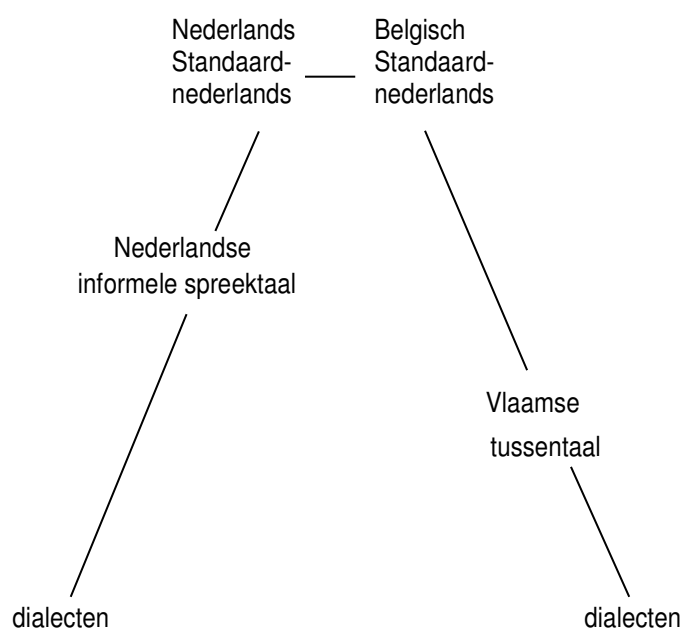 Nederlands
Standaard-
nederlands
Belgisch
Standaard-
nederlands
Nederlandse
informele spreektaal
Vlaamse
tussentaal
dialecten
dialecten